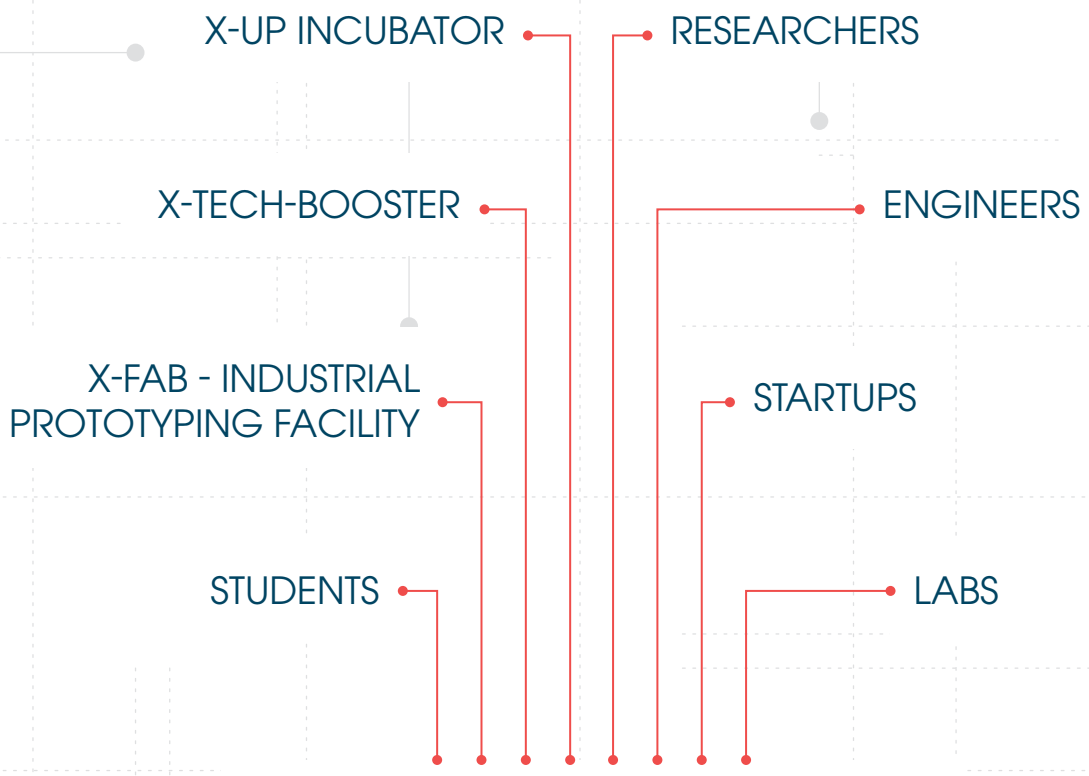 X-UP INCUBATOR
RESEARCHERS
X-TECH-BOOSTER
ENGINEERS
X-FAB - INDUSTRIAL
PROTOTYPING FACILITY
STARTUPS
STUDENTS
LABS